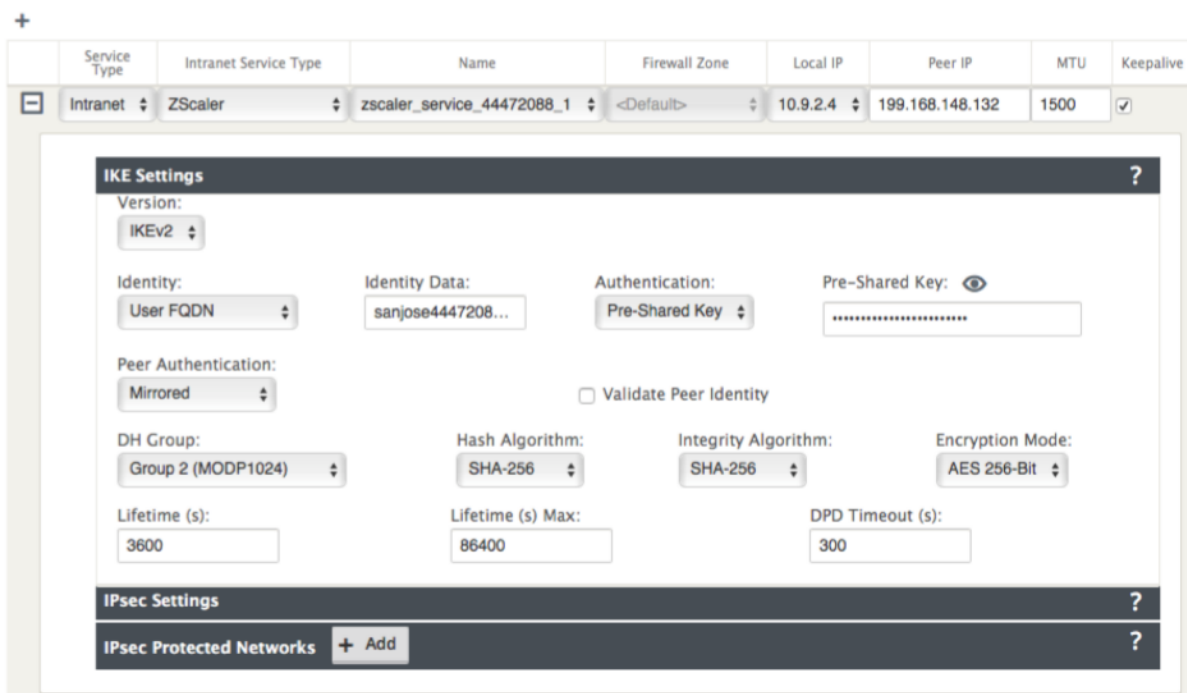 +
Service Type Intranet Service Type Name Firewall Zone Local IP Peer IP MTU Keepalive
Intranet ZScaler zscaler_service_44472088_1 <Default> 10.9.2.4 199.168.148.132 1500
IKE Settings ?
Version:
IKEv2
Identity: Identity Data: Authentication: Pre-Shared Key:
User FQDN sanjose4447208... Pre-Shared Key ••••••••••••••••••••••••
Peer Authentication:
Mirrored Validate Peer Identity
DH Group: Hash Algorithm: Integrity Algorithm: Encryption Mode:
Group 2 (MODP1024) SHA-256 SHA-256 AES 256-Bit
Lifetime (s): Lifetime (s) Max: DPD Timeout (s):
3600 86400 300
IPsec Settings ?
IPsec Protected Networks + Add ?